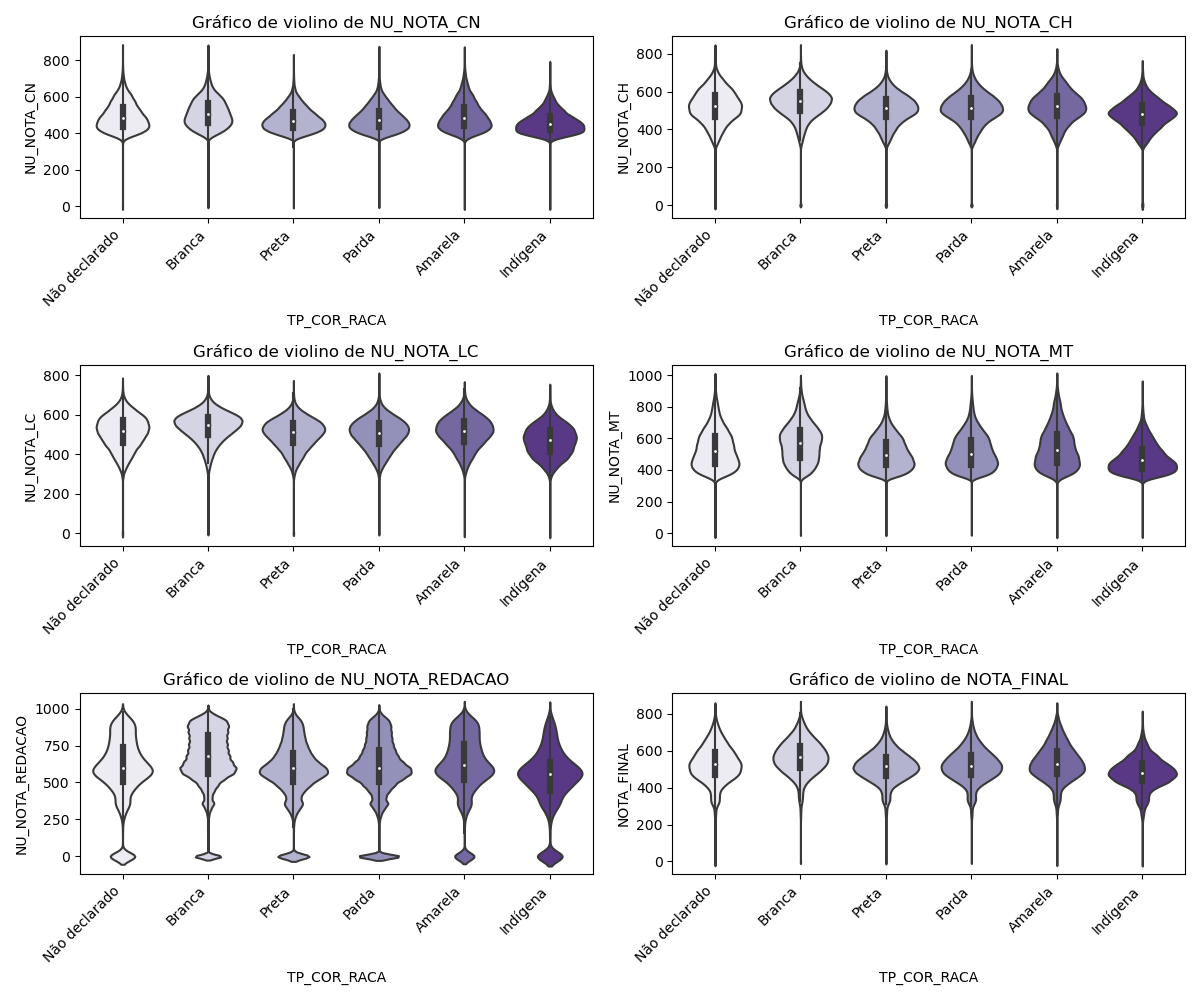 Gráfico de violino de NU_NOTA_CN
NU_NOTA_CN
800
600
400
200
0
Não declarado
Branca
Preta
Parda
Amarela
Indígena
TP_COR_RACA
Gráfico de violino de NU_NOTA_CH
NU_NOTA_CH
800
600
400
200
0
Não declarado
Branca
Preta
Parda
Amarela
Indígena
TP_COR_RACA
Gráfico de violino de NU_NOTA_LC
NU_NOTA_LC
800
600
400
200
0
Não declarado
Branca
Preta
Parda
Amarela
Indígena
TP_COR_RACA
Gráfico de violino de NU_NOTA_MT
NU_NOTA_MT
1000
800
600
400
200
0
Não declarado
Branca
Preta
Parda
Amarela
Indígena
TP_COR_RACA
Gráfico de violino de NU_NOTA_REDACAO
NU_NOTA_REDACAO
1000
750
500
250
0
Não declarado
Branca
Preta
Parda
Amarela
Indígena
TP_COR_RACA
Gráfico de violino de NOTA_FINAL
NOTA_FINAL
800
600
400
200
0
Não declarado
Branca
Preta
Parda
Amarela
Indígena
TP_COR_RACA